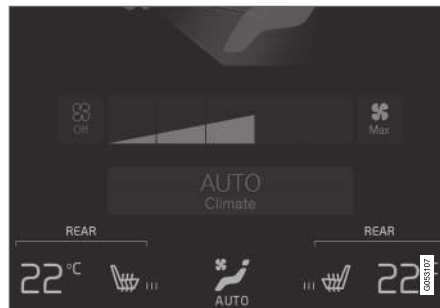 Off
Max
AUTO
Climate
REAR REAR
22°C 22°
AUTO
G053107